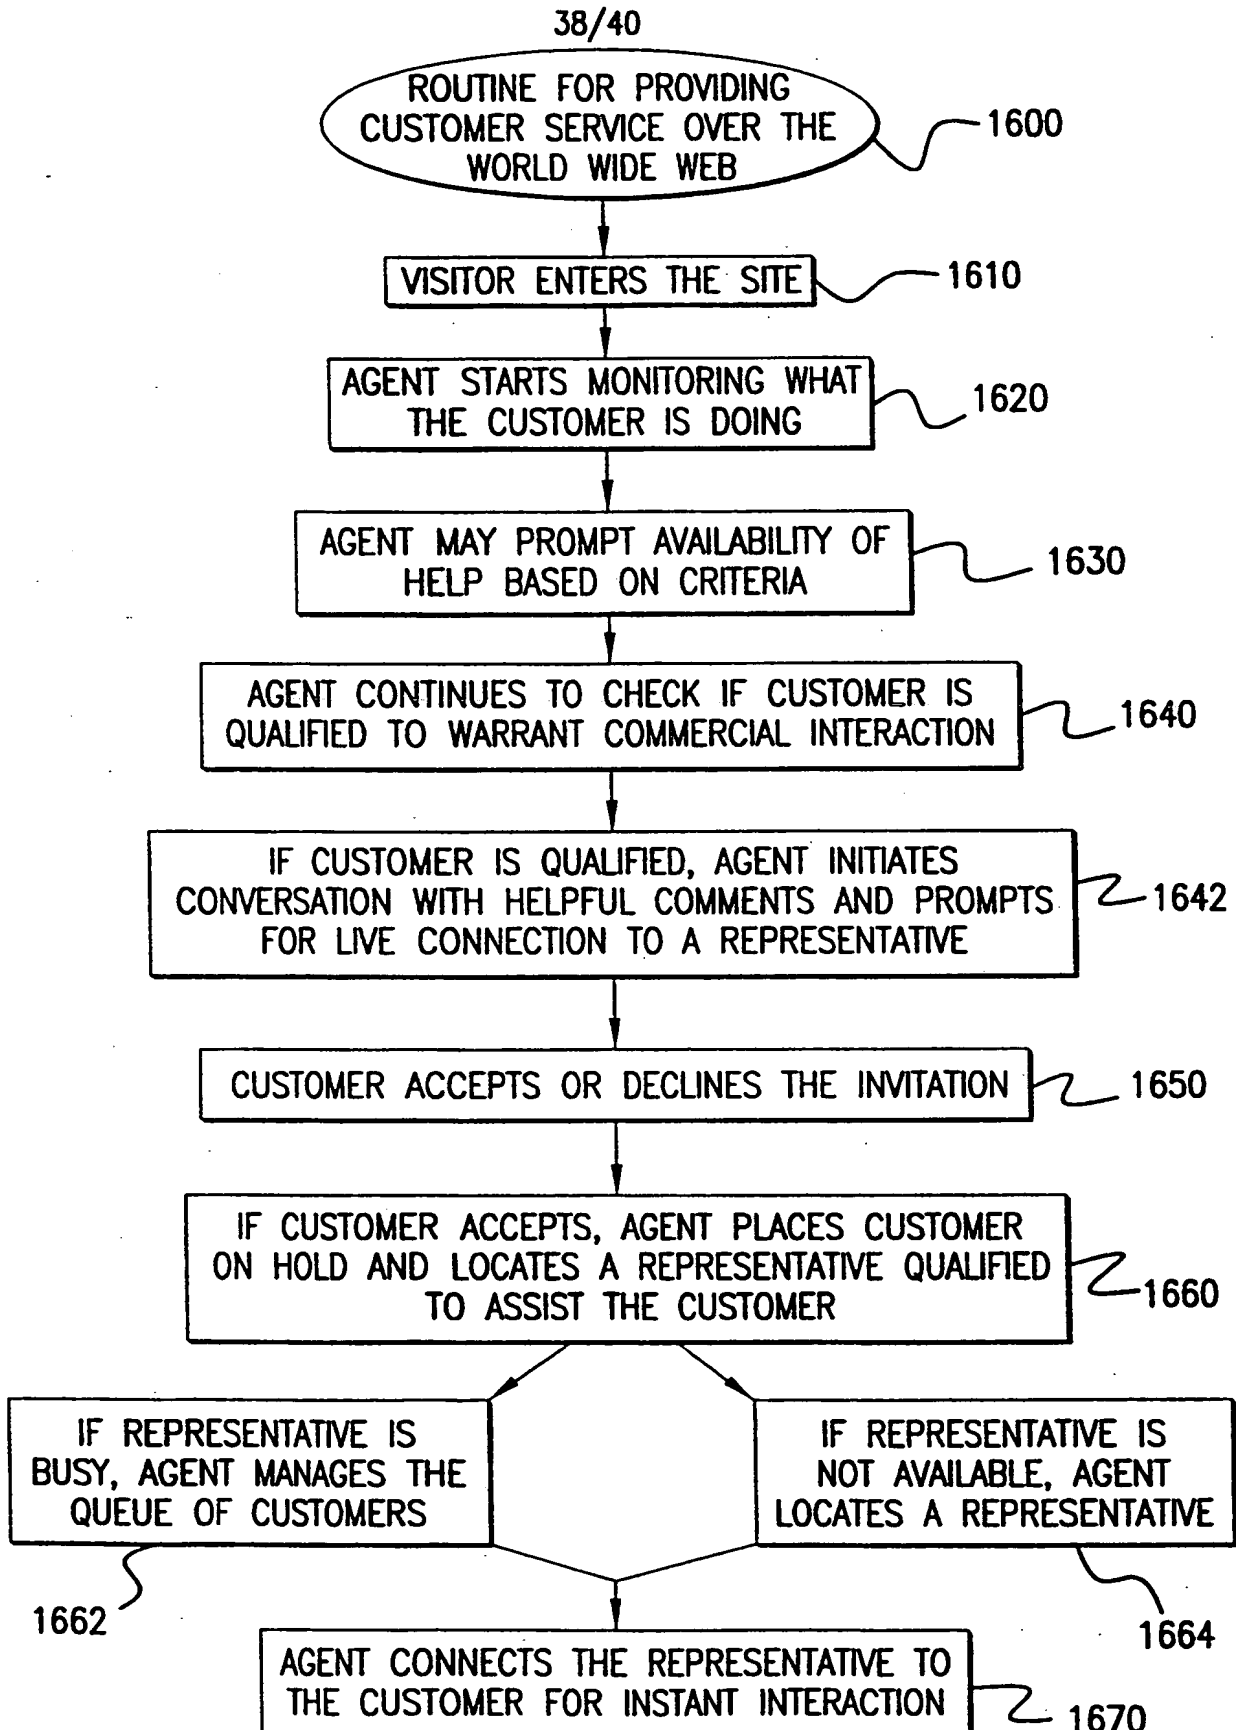 38/40
ROUTINE FOR PROVIDING
CUSTOMER SERVICE OVER THE
WORLD WIDE WEB
1600
VISITOR ENTERS THE SITE
1610
AGENT STARTS MONITORING WHAT
THE CUSTOMER IS DOING
1620
AGENT MAY PROMPT AVAILABILITY OF
HELP BASED ON CRITERIA
1630
AGENT CONTINUES TO CHECK IF CUSTOMER IS
QUALIFIED TO WARRANT COMMERCIAL INTERACTION
1640
IF CUSTOMER IS QUALIFIED, AGENT INITIATES
CONVERSATION WITH HELPFUL COMMENTS AND PROMPTS
FOR LIVE CONNECTION TO A REPRESENTATIVE
1642
CUSTOMER ACCEPTS OR DECLINES THE INVITATION
1650
IF CUSTOMER ACCEPTS, AGENT PLACES CUSTOMER
ON HOLD AND LOCATES A REPRESENTATIVE QUALIFIED
TO ASSIST THE CUSTOMER
1660
IF REPRESENTATIVE IS
BUSY, AGENT MANAGES THE
QUEUE OF CUSTOMERS
1662
IF REPRESENTATIVE IS
NOT AVAILABLE, AGENT
LOCATES A REPRESENTATIVE
1664
AGENT CONNECTS THE REPRESENTATIVE TO
THE CUSTOMER FOR INSTANT INTERACTION
1670